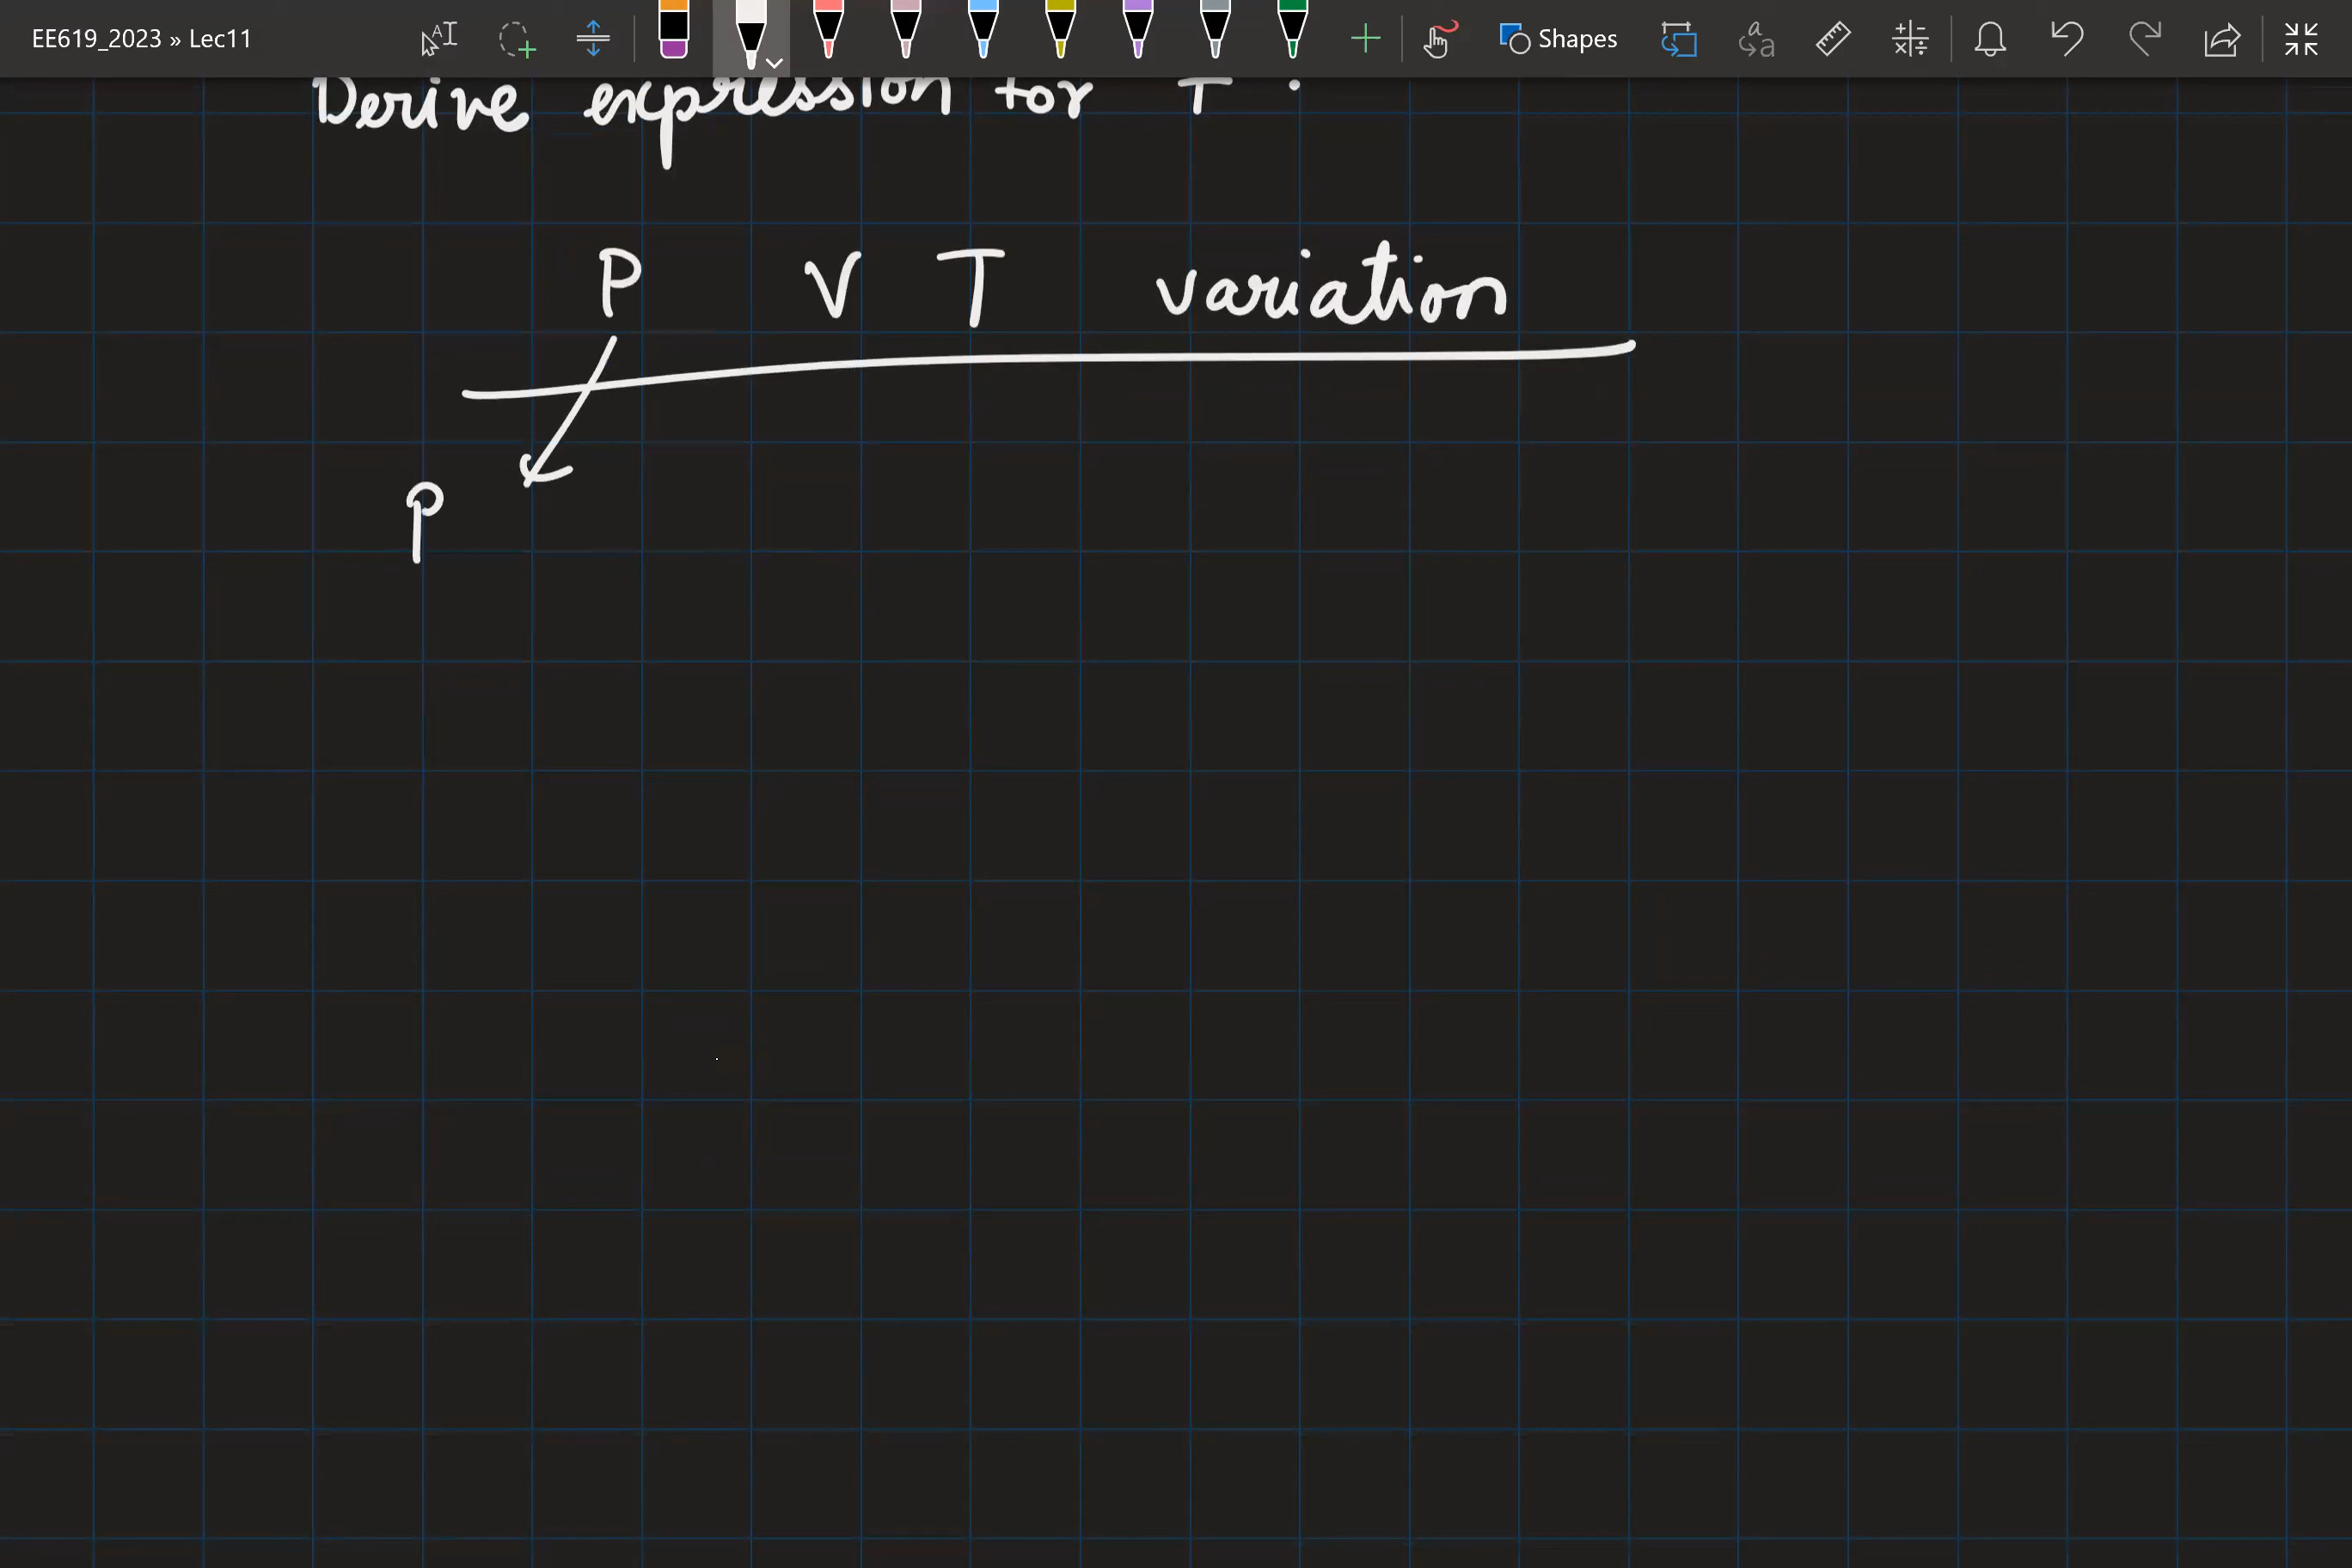 EE619_2023 » Lec11
Shapes
Derive expression for T :
P V T variation
p